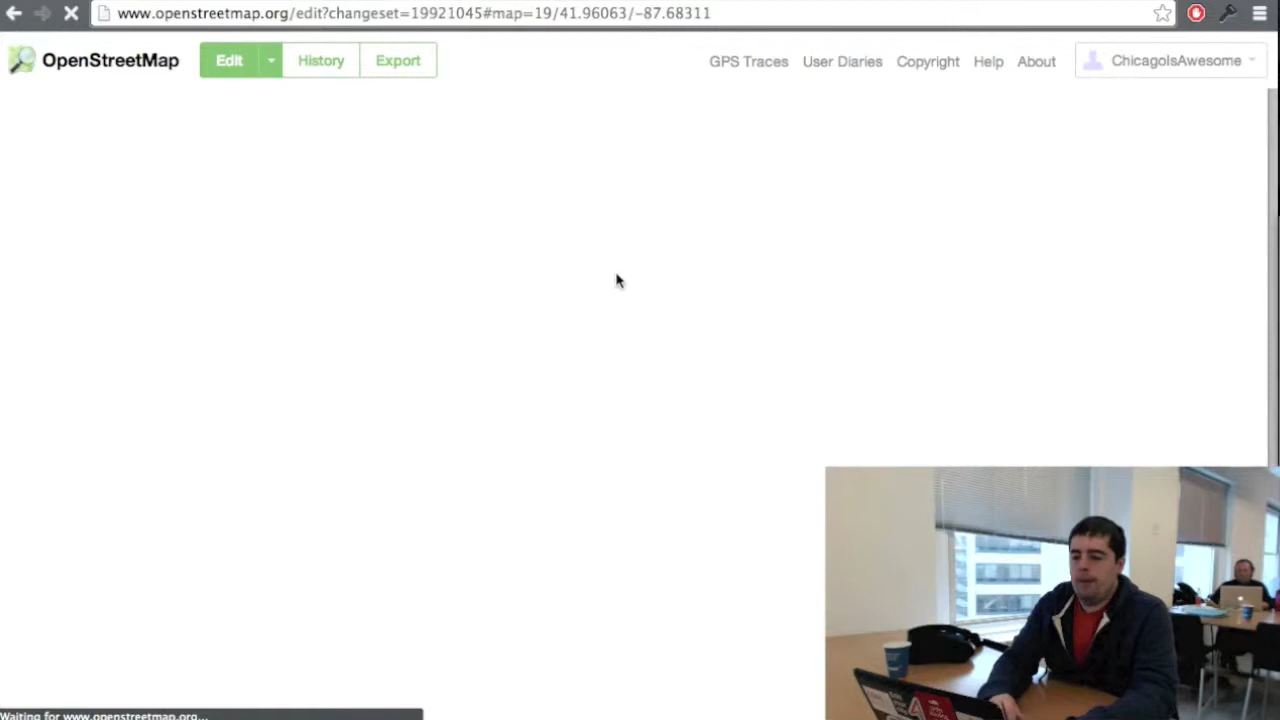 www.openstreetmap.org/edit?changeset=19921045#map=19/41.96063/-87.68311
OpenStreetMap Edit History Export GPS Traces User Diaries Copyright Help About ChicagoIsAwesome
Waiting for www.openstreetmap.org...